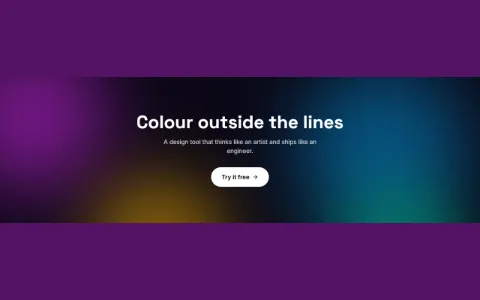 Colour outside the lines
A design tool that thinks like an artist and ships like an
engineer.
Try it free →